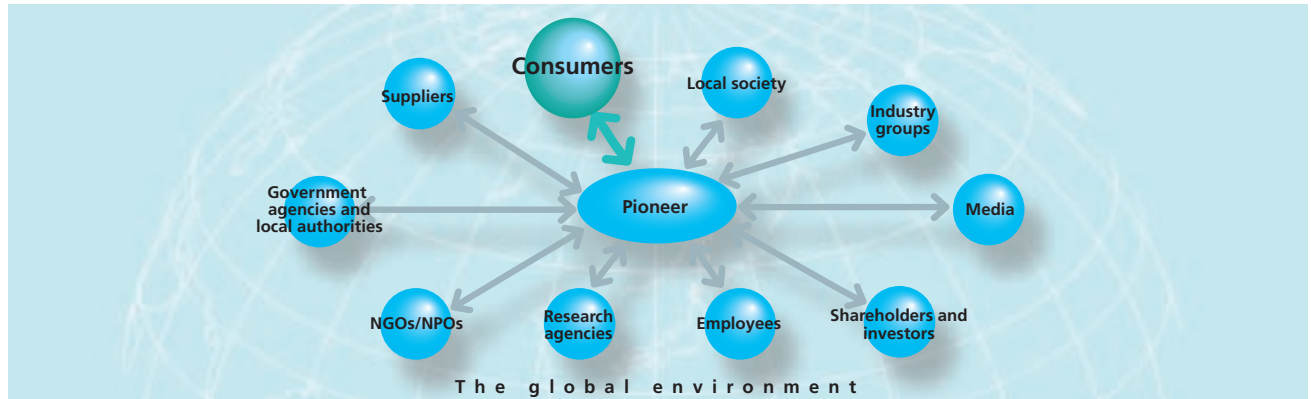 Consumers
Local society
Suppliers
Industry
groups
Government
agencies and
local authorities
Pioneer
Media
NGOs/NPOs
Research
agencies
Employees
Shareholders and
investors
The global environment